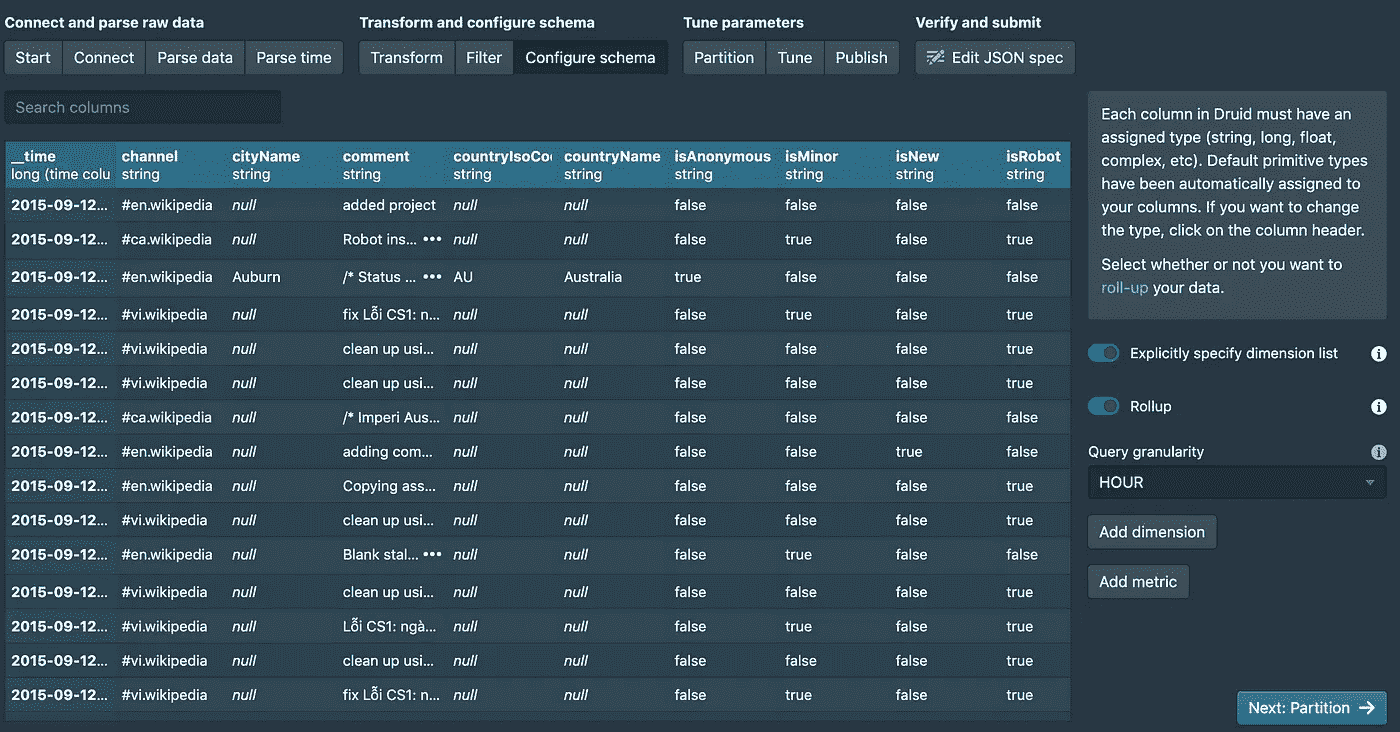 Connect and parse raw data Transform and configure schema Tune parameters Verify and submit
Start Connect Parse data Parse time Transform Filter Configure schema Partition Tune Publish Edit JSON spec
Search columns
__time channel cityName comment countryIsoCo countryName isAnonymous isMinor isNew isRobot
long (time colu string string string string string string string string string
2015-09-12... #en.wikipedia null added project null null false false false false
2015-09-12... #ca.wikipedia null Robot ins... ••• null null false true false true
2015-09-12... #en.wikipedia Auburn /* Status ... ••• AU Australia true false false false
2015-09-12... #vi.wikipedia null fix Lỗi CS1: n... null null false true false true
2015-09-12... #vi.wikipedia null clean up usi... null null false false false true
2015-09-12... #vi.wikipedia null clean up usi... null null false false false true
2015-09-12... #ca.wikipedia null /* Imperi Aus... null null false false false false
2015-09-12... #en.wikipedia null adding com... null null false false true false
2015-09-12... #en.wikipedia null Copying ass... null null false false false true
2015-09-12... #vi.wikipedia null clean up usi... null null false false false true
2015-09-12... #en.wikipedia null Blank stal... ••• null null false true false false
2015-09-12... #vi.wikipedia null clean up usi... null null false false false true
2015-09-12... #vi.wikipedia null Lỗi CS1: ngà... null null false true false true
2015-09-12... #vi.wikipedia null clean up usi... null null false false false true
2015-09-12... #vi.wikipedia null fix Lỗi CS1: n... null null false true false true
Each column in Druid must have an
assigned type (string, long, float,
complex, etc). Default primitive types
have been automatically assigned to
your columns. If you want to change
the type, click on the column header.
Select whether or not you want to
roll-up your data.
Explicitly specify dimension list
Rollup
Query granularity
HOUR
Add dimension
Add metric
Next: Partition →